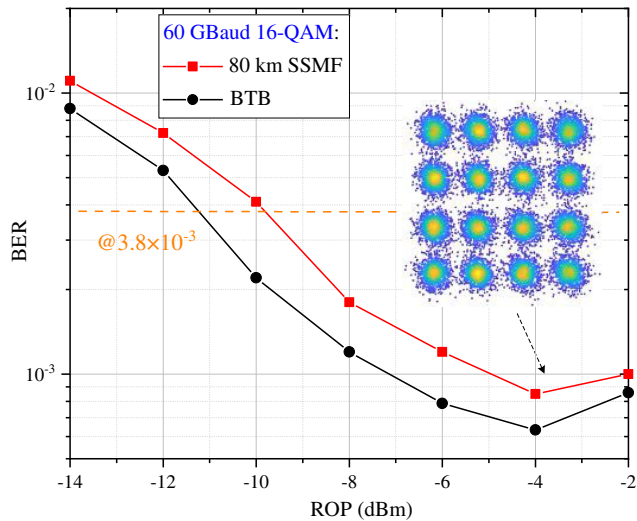 60 GBaud 16-QAM:
80 km SSMF
BTB
10⁻²
@3.8×10⁻³
10⁻³
BER
-14 -12 -10 -8 -6 -4 -2
ROP (dBm)